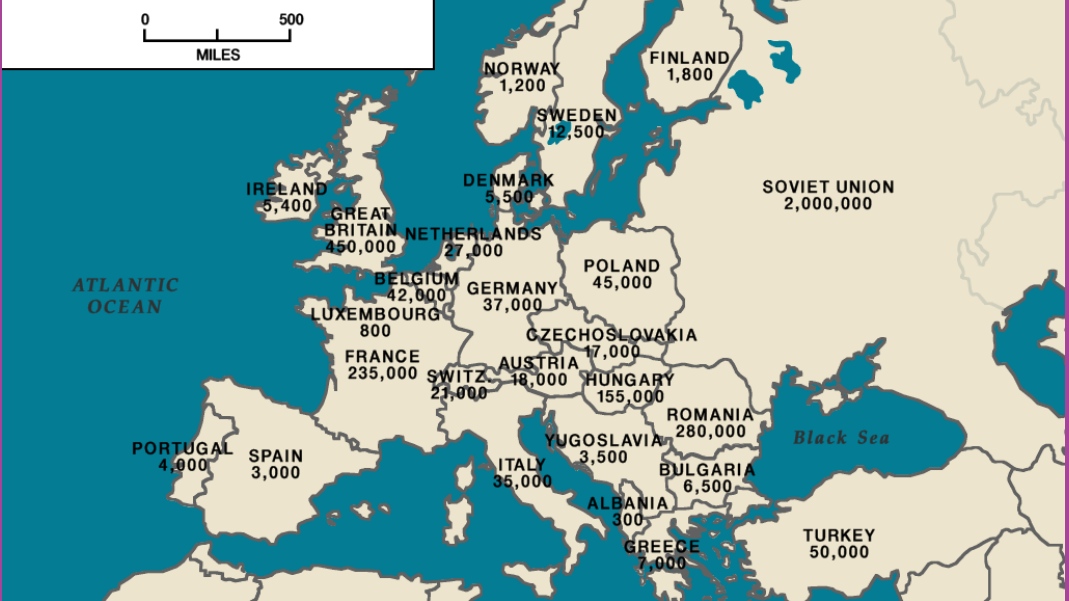 0 500
MILES
NORWAY
1,200
FINLAND
1,800
SWEDEN
12,500
DENMARK
5,500
IRELAND
5,400
SOVIET UNION
2,000,000
GREAT
BRITAIN
450,000
NETHERLANDS
27,000
POLAND
45,000
BELGIUM
42,000
GERMANY
37,000
ATLANTIC
OCEAN
LUXEMBOURG
800
CZECHOSLOVAKIA
17,000
FRANCE
235,000
SWITZ.
21,000
AUSTRIA
18,000
HUNGARY
155,000
ROMANIA
280,000
Black Sea
PORTUGAL
4,000
SPAIN
3,000
ITALY
35,000
YUGOSLAVIA
3,500
BULGARIA
6,500
ALBANIA
300
GREECE
7,000
TURKEY
50,000